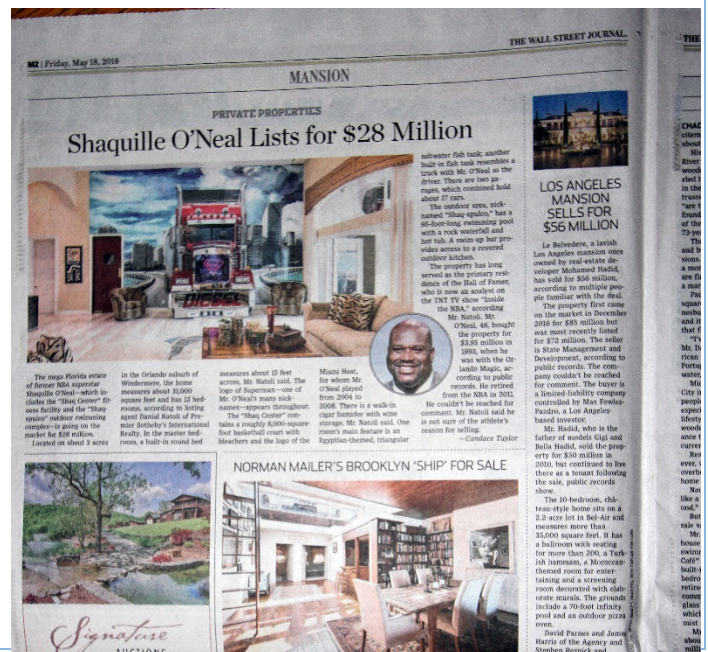 M2 | Friday, May 18, 2018
THE WALL STREET JOURNAL.
THE
MANSION
PRIVATE PROPERTIES
Shaquille O'Neal Lists for $28 Million
The mega Florida estate
of former NBA superstar
Shaquille O'Neal—which in-
cludes the "Shaq Center" fit-
ness facility and the "Shaq-
apulco" outdoor swimming
complex—is going on the
market for $28 million.
Located on about 3 acres
in the Orlando suburb of
Windermere, the home
measures about 31,000
square feet and has 12 bed-
rooms, according to listing
agent Danial Natoli of Pre-
mier Sotheby's International
Realty. In the master bed-
room, a built-in round bed
measures about 15 feet
across, Mr. Natoli said. The
logo of Superman—one of
Mr. O'Neal's many nick-
names—appears throughout.
The "Shaq Center" con-
tains a roughly 6,000-square-
foot basketball court with
bleachers and the logo of the
Miami Heat,
for whom Mr.
O'Neal played
from 2004 to
2008. There is a walk-in
cigar humidor with wine
storage, Mr. Natoli said. One
room's main feature is an
Egyptian-themed, triangular
saltwater fish tank; another
built-in fish tank resembles a
truck with Mr. O'Neal as the
driver. There are two ga-
rages, which combined hold
about 17 cars.
The outdoor area, nick-
named "Shaq-apulco," has a
95-foot-long swimming pool
with a rock waterfall and
hot tub. A swim-up bar pro-
vides access to a covered
outdoor kitchen.
The property has long
served as the primary resi-
dence of the Hall of Famer,
who is now an analyst on
the TNT TV show "Inside
the NBA," according
Mr. Natoli. Mr.
O'Neal, 46, bought
the property for
$3.95 million in
1993, when he
was with the Or-
lando Magic, ac-
cording to public
records. He retired
from the NBA in 2011.
He couldn't be reached for
comment. Mr. Natoli said he
is not sure of the athlete's
reason for selling.
—Candace Taylor
LOS ANGELES
MANSION
SELLS FOR
$56 MILLION
Le Belvedere, a lavish
Los Angeles mansion once
owned by real-estate de-
veloper Mohamed Hadid,
has sold for $56 million,
according to multiple peo-
ple familiar with the deal.
The property first came
on the market in December
2016 for $85 million but
was most recently listed
for $72 million. The seller
is State Management and
Development, according to
public records. The com-
pany couldn't be reached
for comment. The buyer is
a limited-liability company
controlled by Max Fowles-
Pazdro, a Los Angeles-
based investor.
Mr. Hadid, who is the
father of models Gigi and
Bella Hadid, sold the prop-
erty for $50 million in
2010, but continued to live
there as a tenant following
the sale, public records
show.
The 10-bedroom, châ-
teau-style home sits on a
2.2-acre lot in Bel-Air and
measures more than
35,000 square feet. It has
a ballroom with seating
for more than 200, a Turk-
ish hammam, a Moroccan-
themed room for enter-
taining and a screening
room decorated with elab-
orate murals. The grounds
include a 70-foot infinity
pool and an outdoor pizza
oven.
David Parnes and James
Harris of the Agency and
Stephen Resnick and
NORMAN MAILER'S BROOKLYN 'SHIP' FOR SALE
Signature
AUCTIONS